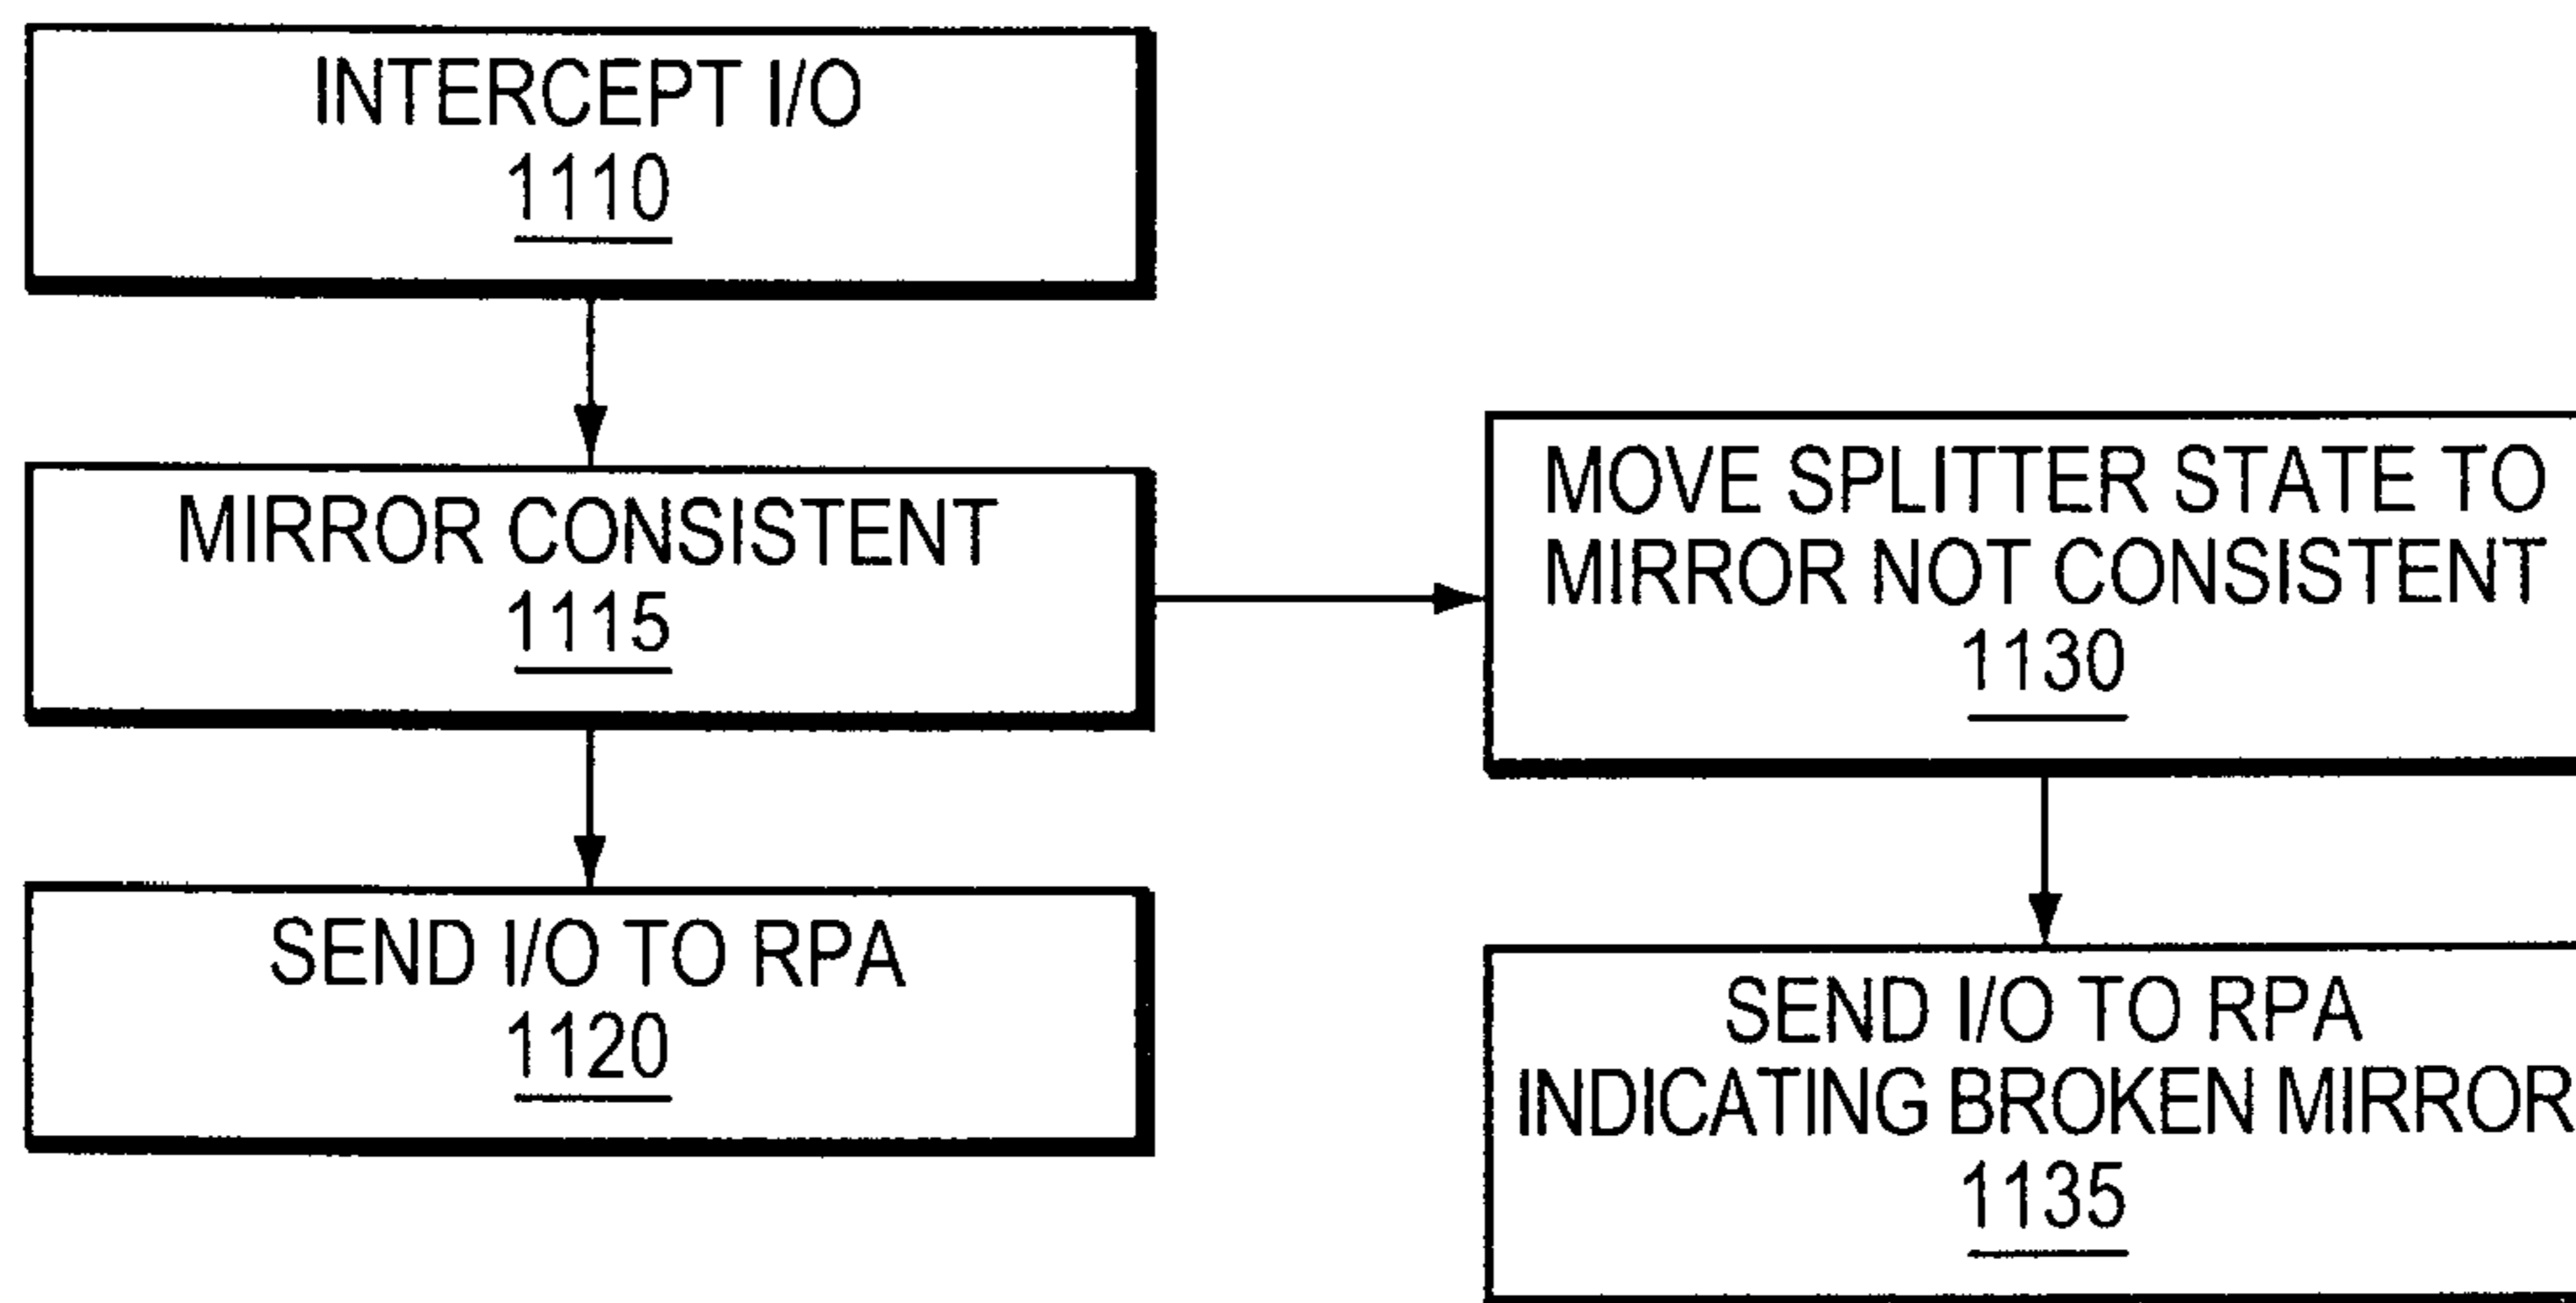 INTERCEPT I/O
1110
MIRROR CONSISTENT
1115
SEND I/O TO RPA
1120
MOVE SPLITTER STATE TO
MIRROR NOT CONSISTENT
1130
SEND I/O TO RPA
INDICATING BROKEN MIRROR
1135